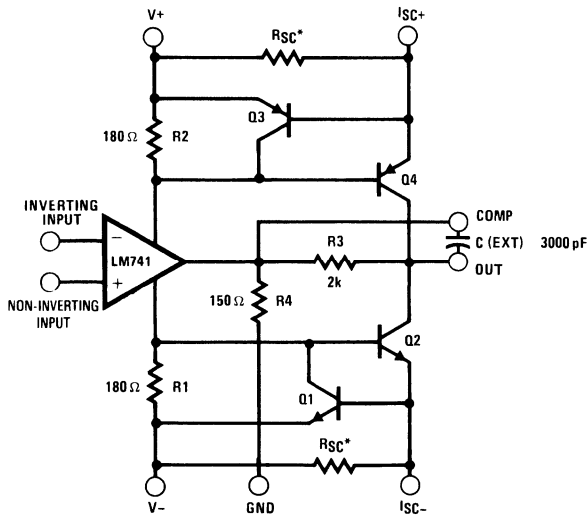 V+
RSC*
ISC+
Q3
180 Ω R2
Q4
INVERTING INPUT
−
LM741
+
NON-INVERTING INPUT
COMP
C (EXT) 3000 pF
OUT
R3
2k
150 Ω R4
Q2
180 Ω R1
Q1
RSC*
V−
GND
ISC−